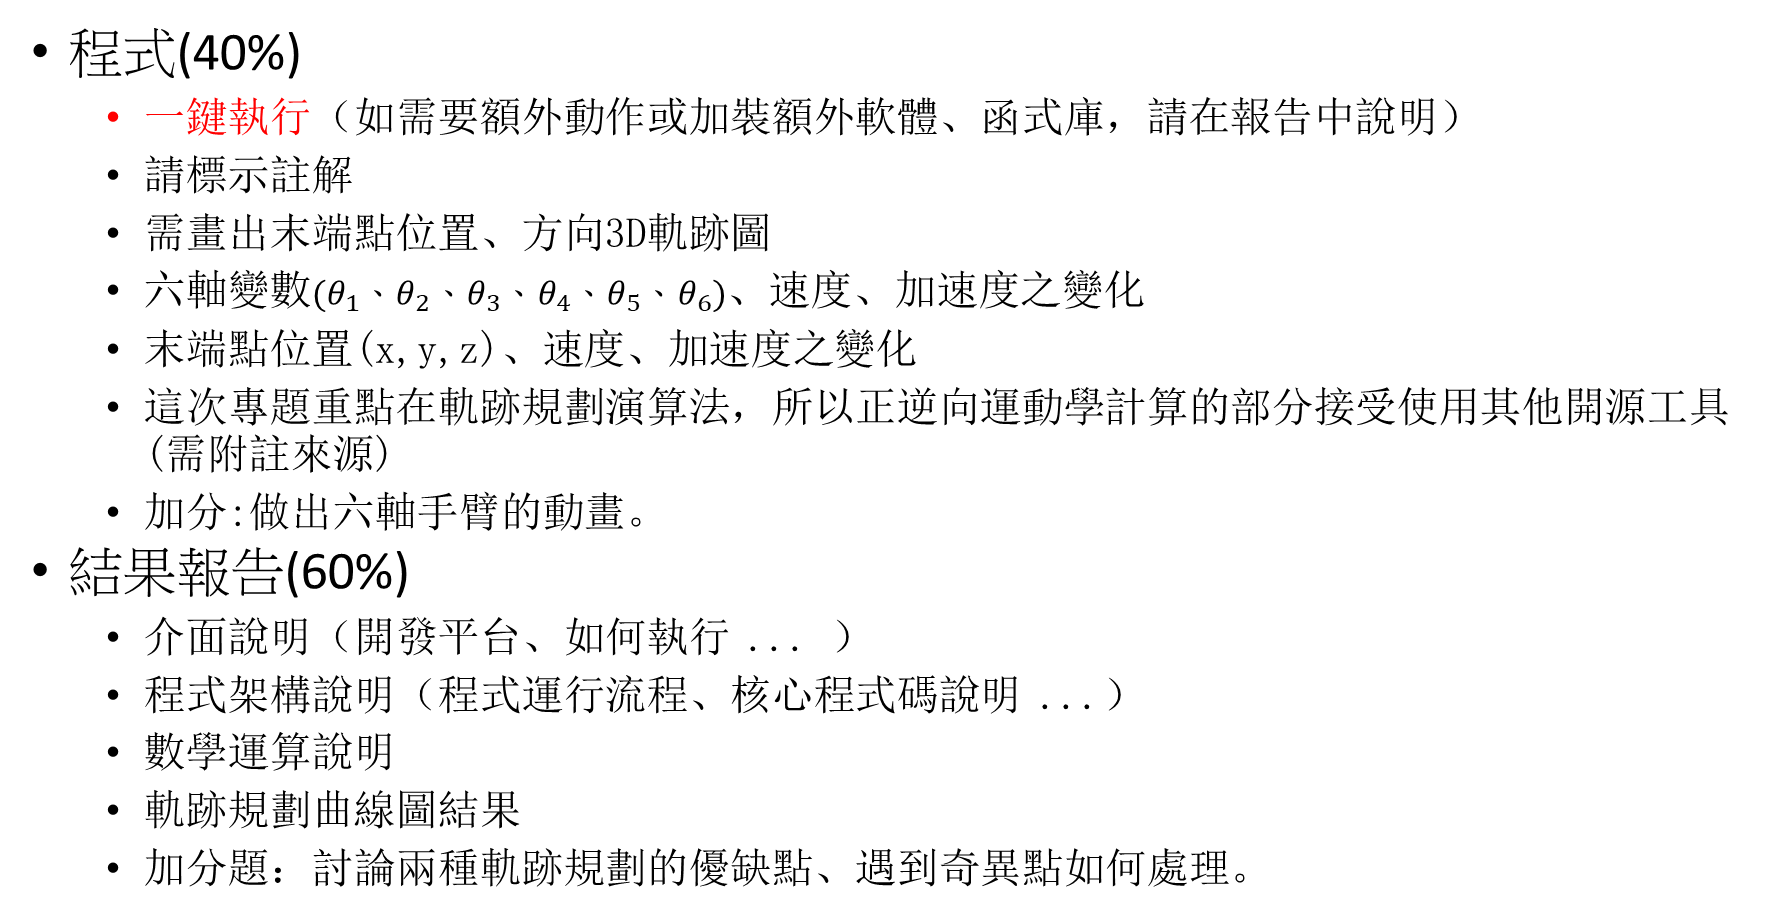 • 程式(40%)
• 一鍵執行（如需要額外動作或加裝額外軟體、函式庫，請在報告中說明）
• 請標示註解
• 需畫出末端點位置、方向3D軌跡圖
• 六軸變數(θ₁、θ₂、θ₃、θ₄、θ₅、θ₆)、速度、加速度之變化
• 末端點位置(x,y,z)、速度、加速度之變化
• 這次專題重點在軌跡規劃演算法，所以正逆向運動學計算的部分接受使用其他開源工具
(需附註來源)
• 加分:做出六軸手臂的動畫。
• 結果報告(60%)
• 介面說明（開發平台、如何執行 ... ）
• 程式架構說明（程式運行流程、核心程式碼說明 ...）
• 數學運算說明
• 軌跡規劃曲線圖結果
• 加分題：討論兩種軌跡規劃的優缺點、遇到奇異點如何處理。